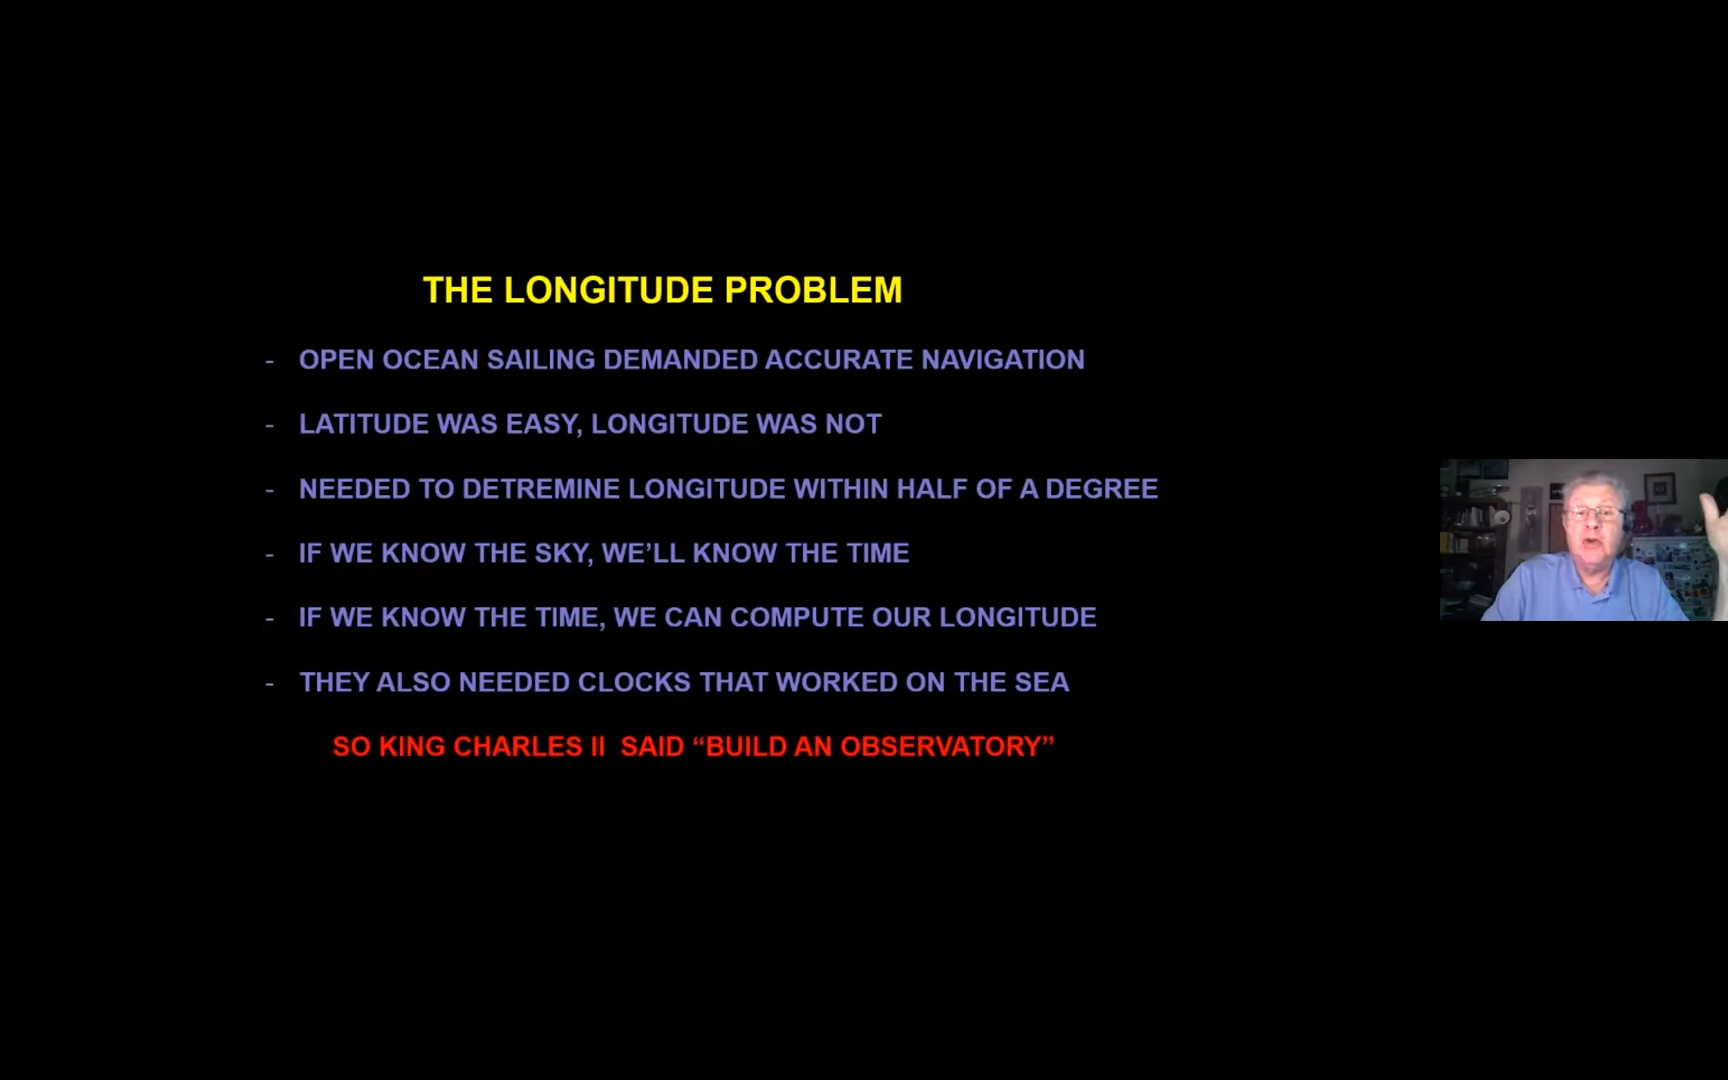 THE LONGITUDE PROBLEM
- OPEN OCEAN SAILING DEMANDED ACCURATE NAVIGATION
- LATITUDE WAS EASY, LONGITUDE WAS NOT
- NEEDED TO DETREMINE LONGITUDE WITHIN HALF OF A DEGREE
- IF WE KNOW THE SKY, WE’LL KNOW THE TIME
- IF WE KNOW THE TIME, WE CAN COMPUTE OUR LONGITUDE
- THEY ALSO NEEDED CLOCKS THAT WORKED ON THE SEA
SO KING CHARLES II  SAID “BUILD AN OBSERVATORY”